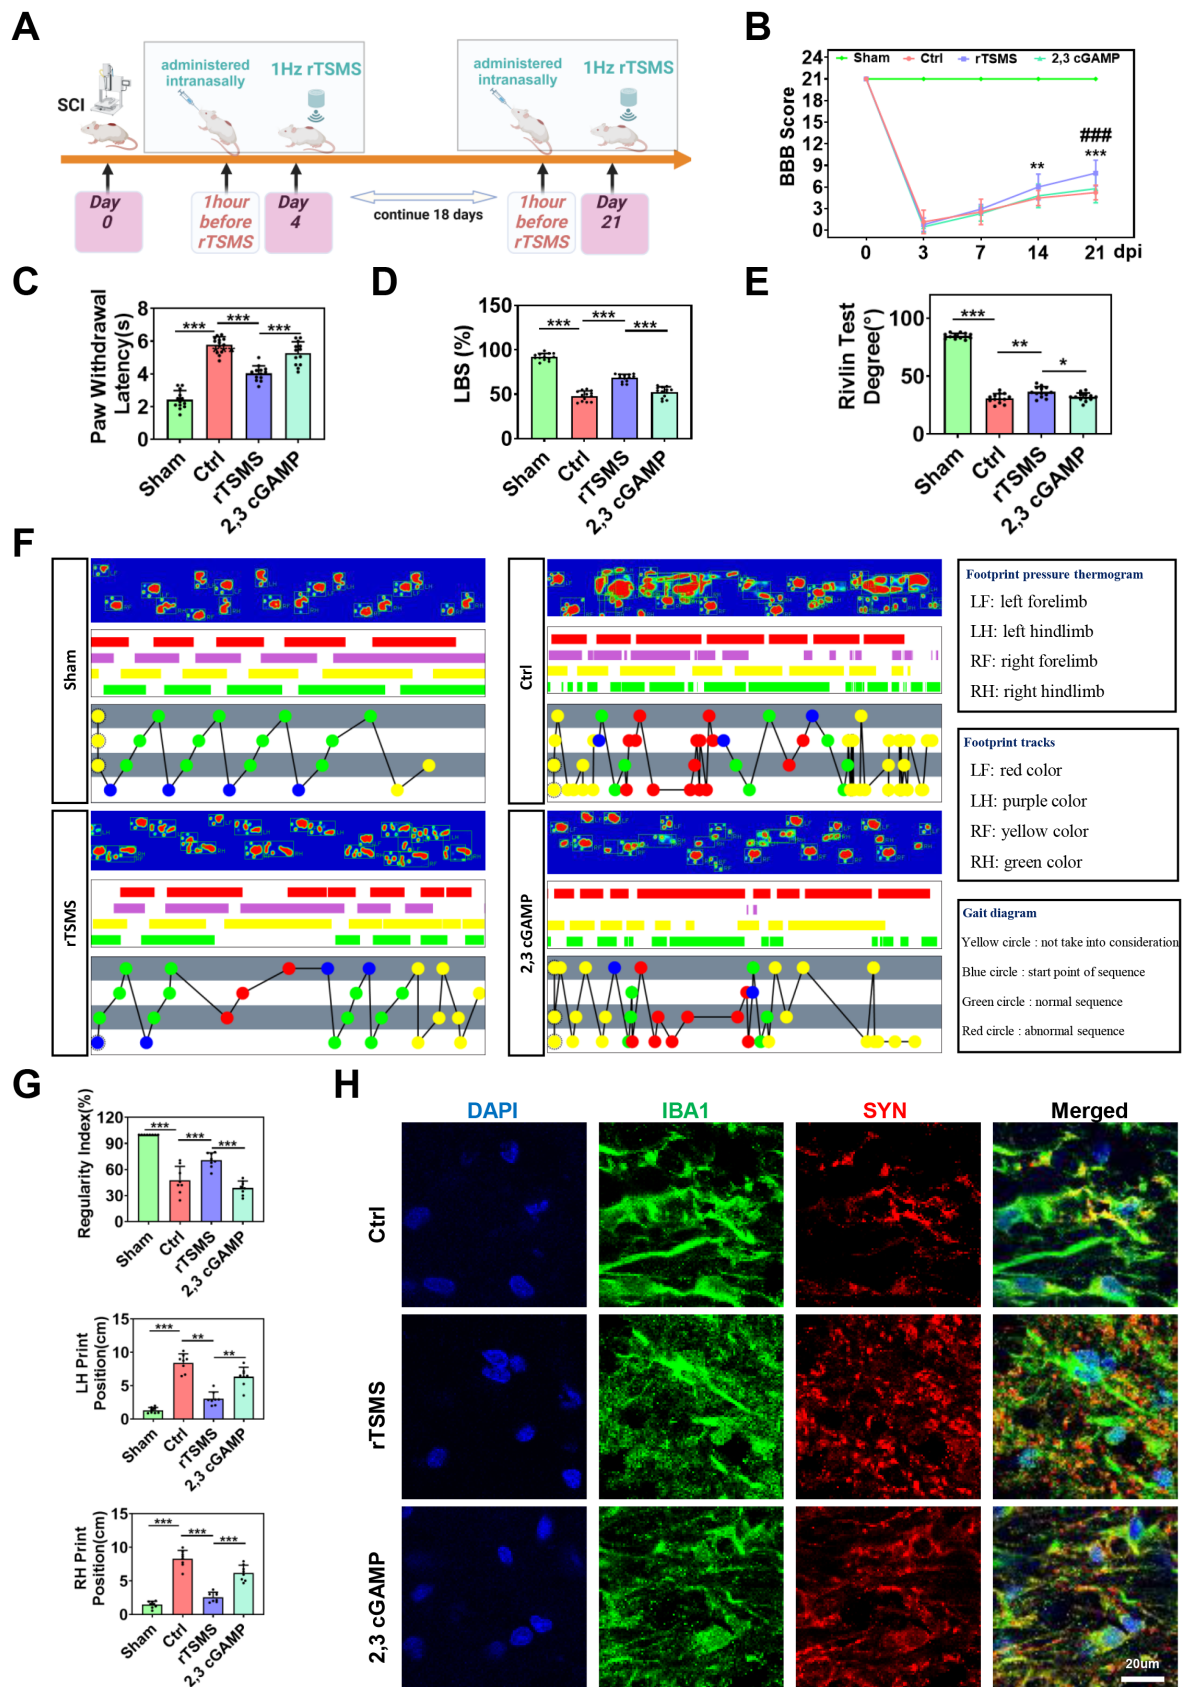 A
SCI
administered
intranasally
1Hz rTSMS
administered
intranasally
1Hz rTSMS
Day
0
1hour
before
rTSMS
Day
4
continue 18 days
1hour
before
rTSMS
Day
21
B
BBB Score
Sham
Ctrl
rTSMS
2,3 cGAMP
24
21
18
15
12
9
6
3
0
**
###
***
0
3
7
14
21
dpi
C
Paw Withdrawal
Latency(s)
8
6
4
2
0
***
***
***
Sham
Ctrl
rTSMS
2,3 cGAMP
D
LBS (%)
150
100
50
0
***
***
***
Sham
Ctrl
rTSMS
2,3 cGAMP
E
Rivlin Test
Degree(°)
100
50
0
***
**
*
Sham
Ctrl
rTSMS
2,3 cGAMP
F
Sham
Ctrl
rTSMS
2,3 cGAMP
Footprint pressure thermogram
LF: left forelimb
LH: left hindlimb
RF: right forelimb
RH: right hindlimb
Footprint tracks
LF: red color
LH: purple color
RF: yellow color
RH: green color
Gait diagram
Yellow circle : not take into consideration
Blue circle : start point of sequence
Green circle : normal sequence
Red circle : abnormal sequence
G
Regularity Index(%)
120
90
60
30
0
***
***
***
Sham
Ctrl
rTSMS
2,3 cGAMP
LH Print
Position(cm)
15
10
5
0
***
**
**
Sham
Ctrl
rTSMS
2,3 cGAMP
RH Print
Position(cm)
15
10
5
0
***
***
***
Sham
Ctrl
rTSMS
2,3 cGAMP
H
DAPI
IBA1
SYN
Merged
Ctrl
rTSMS
2,3 cGAMP
20um